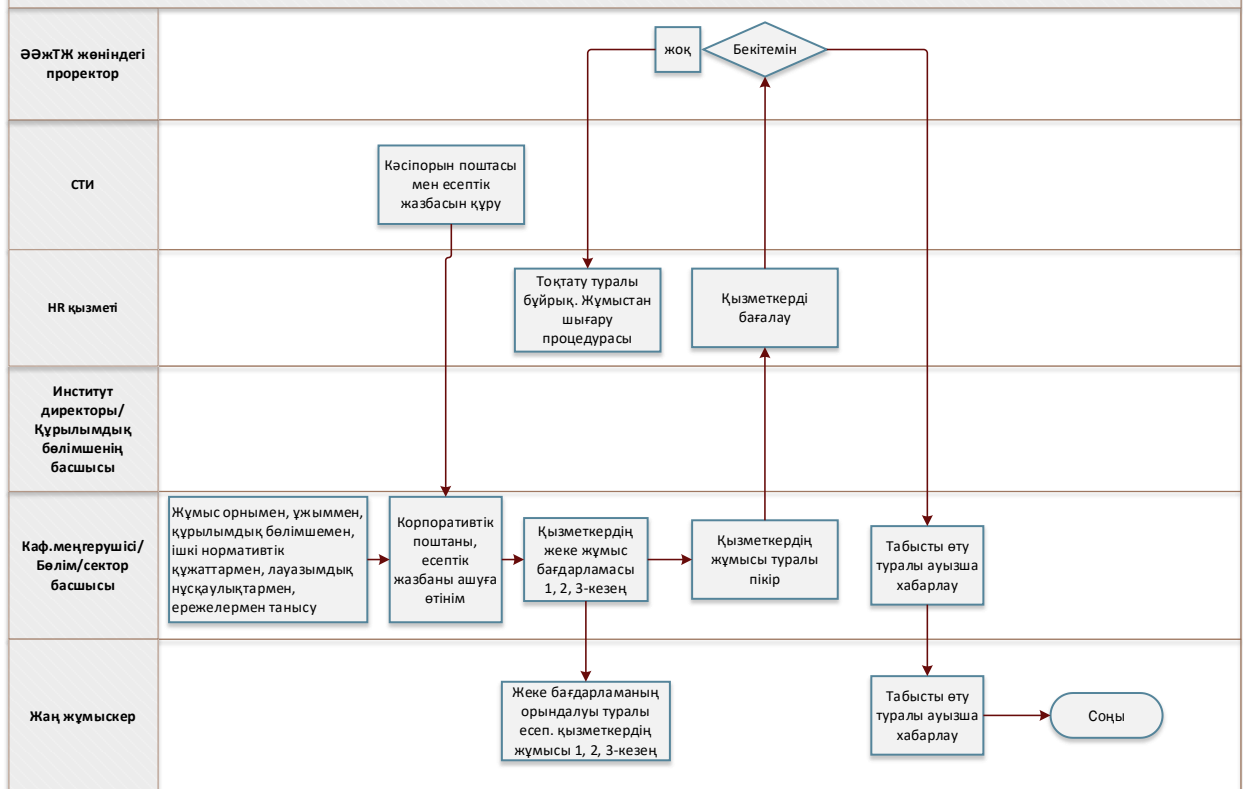 ӘӘжТЖ жөніндегі
проректор
жоқ
Бекітемін
СТИ
Кәсіпорын поштасы
мен есептік
жазбасын құру
HR қызметі
Тоқтату туралы
бұйрық. Жұмыстан
шығару
процедурасы
Қызметкерді
бағалау
Институт
директоры/
Құрылымдық
бөлімшенің
басшысы
Каф.меңгерушісі/
Бөлім/сектор
басшысы
Жұмыс орнымен, ұжыммен,
құрылымдық бөлімшемен,
ішкі нормативтік
құжаттармен, лауазымдық
нұсқаулықтармен,
ережелермен танысу
Корпоративтік
поштаны,
есептік
жазбаны ашуға
өтінім
Қызметкердің
жеке жұмыс
бағдарламасы
1, 2, 3-кезең
Қызметкердің
жұмысы туралы
пікір
Табысты өту
туралы ауызша
хабарлау
Жаң жұмыскер
Жеке бағдарламаның
орындалуы туралы
есеп. қызметкердің
жұмысы 1, 2, 3-кезең
Табысты өту
туралы ауызша
хабарлау
Соңы